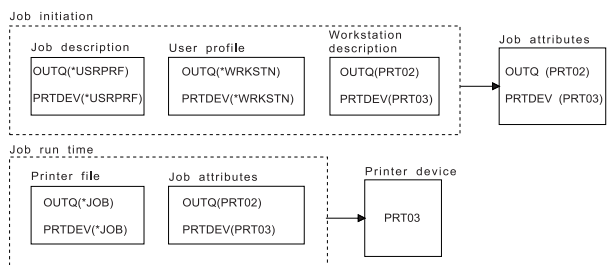 Job initiation
Job description
OUTQ(*USRPRF)
PRTDEV(*USRPRF)
User profile
OUTQ(*WRKSTN)
PRTDEV(*WRKSTN)
Workstation
description
OUTQ(PRT02)
PRTDEV(PRT03)
Job attributes
OUTQ (PRT02)
PRTDEV (PRT03)
Job run time
Printer file
OUTQ(*JOB)
PRTDEV(*JOB)
Job attributes
OUTQ(PRT02)
PRTDEV(PRT03)
Printer device
PRT03